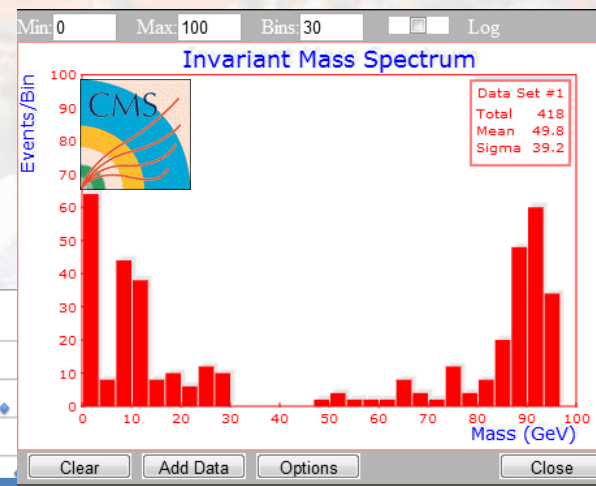 Min: 0 Max: 100 Bins: 30 Log
Invariant Mass Spectrum
Events/Bin
100
90
80
70
60
50
40
30
20
10
0
CMS
Data Set #1
Total 418
Mean 49.8
Sigma 39.2
0 10 20 30 40 50 60 70 80 90 100
Mass (GeV)
Clear Add Data Options Close